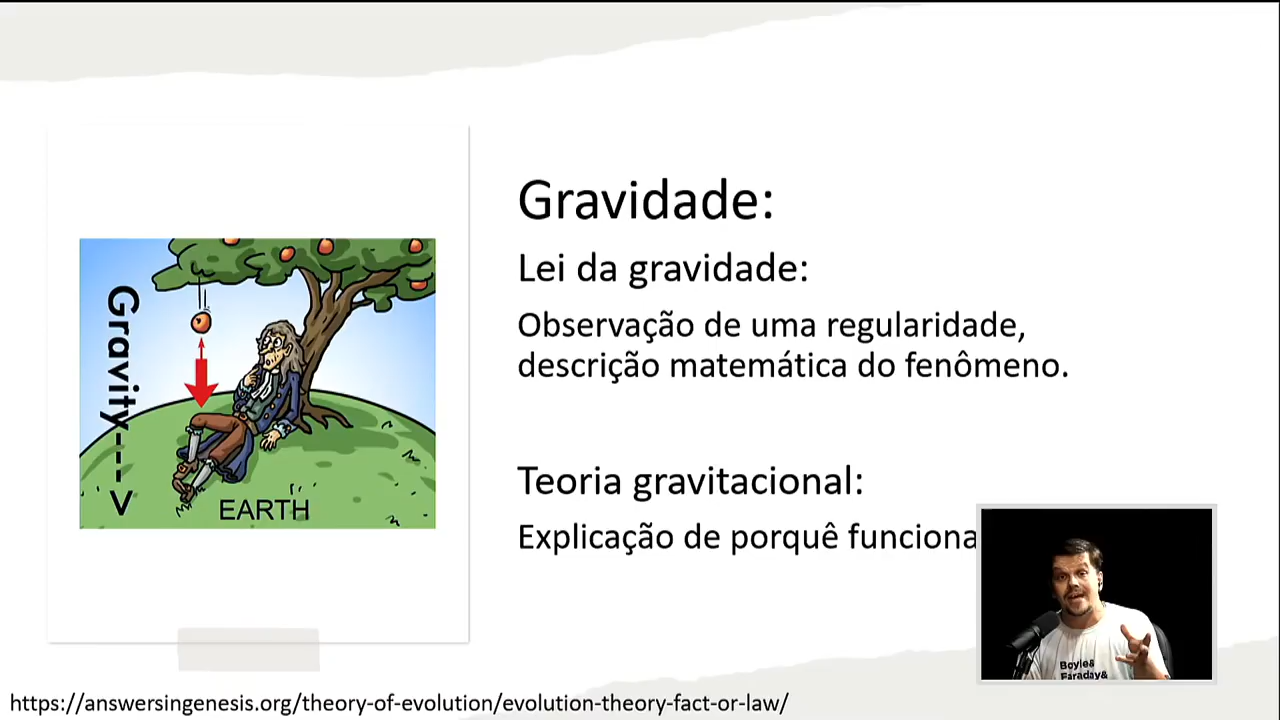 Gravidade:
Lei da gravidade:
Observação de uma regularidade,
descrição matemática do fenômeno.
Teoria gravitacional:
Explicação de porquê funciona
Gravity--->
EARTH
Boyle&
Faraday&
https://answersingenesis.org/theory-of-evolution/evolution-theory-fact-or-law/